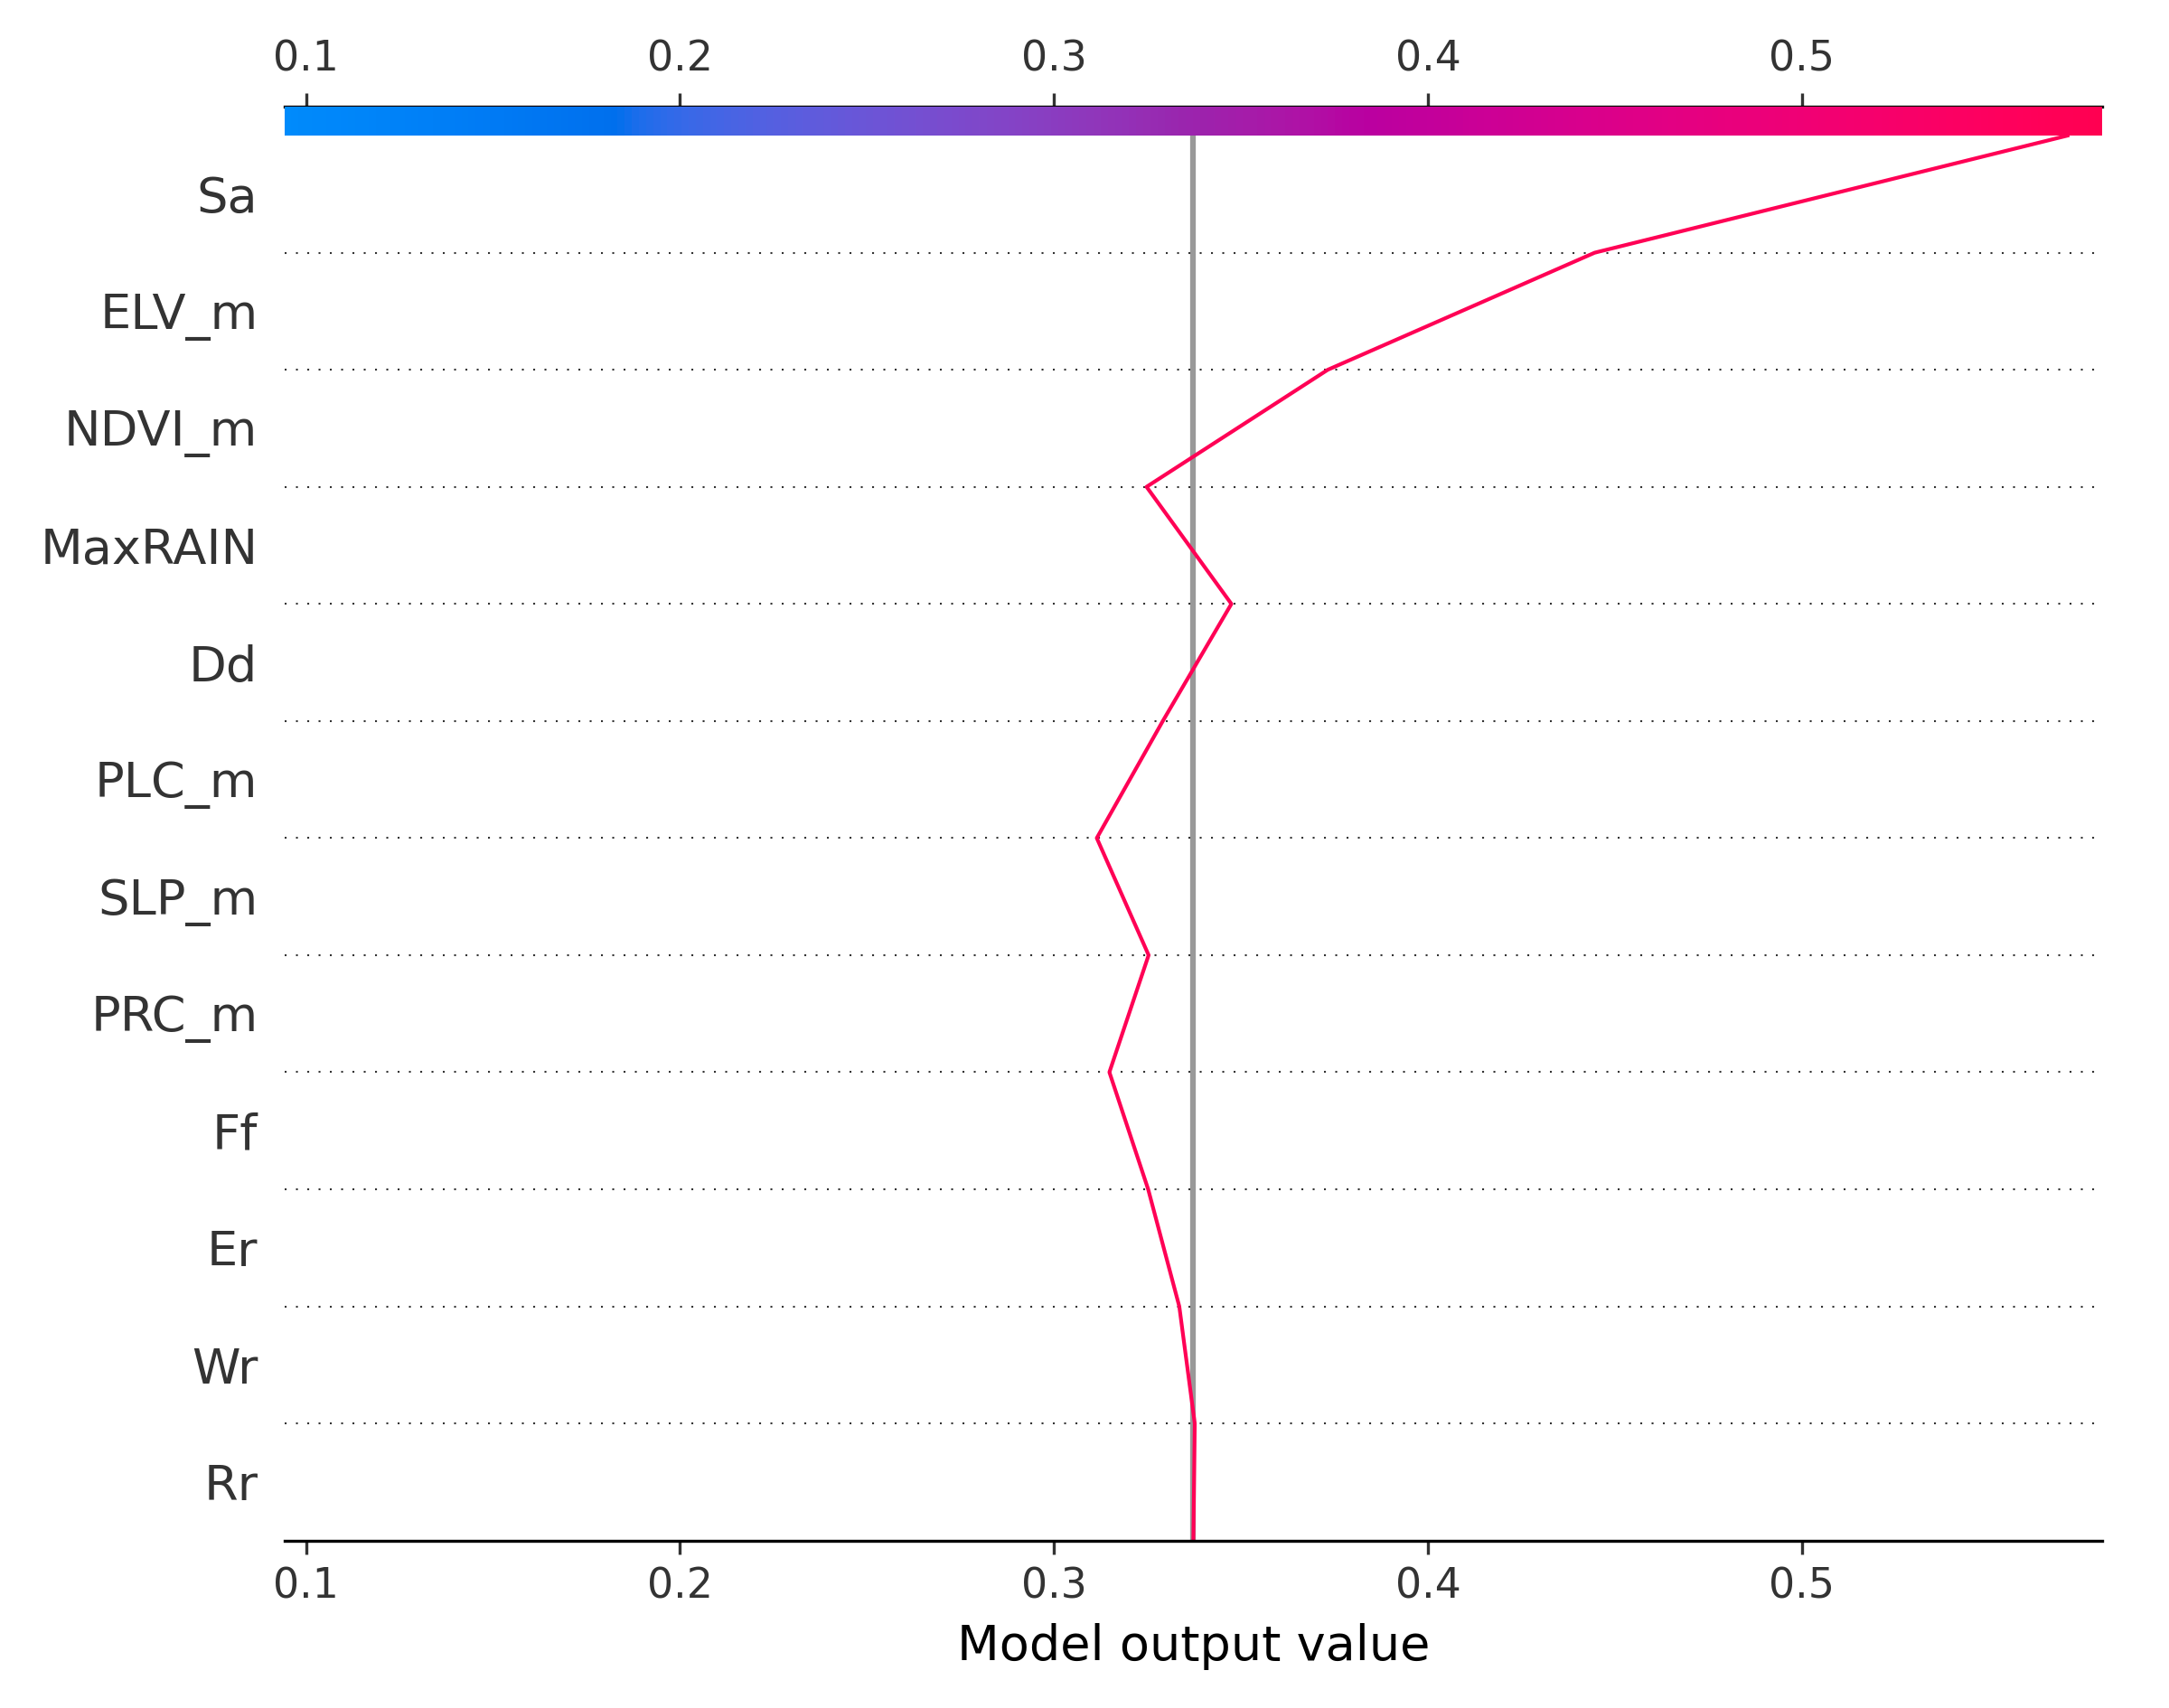 0.1 0.2 0.3 0.4 0.5
Sa
ELV_m
NDVI_m
MaxRAIN
Dd
PLC_m
SLP_m
PRC_m
Ff
Er
Wr
Rr
0.1 0.2 0.3 0.4 0.5
Model output value